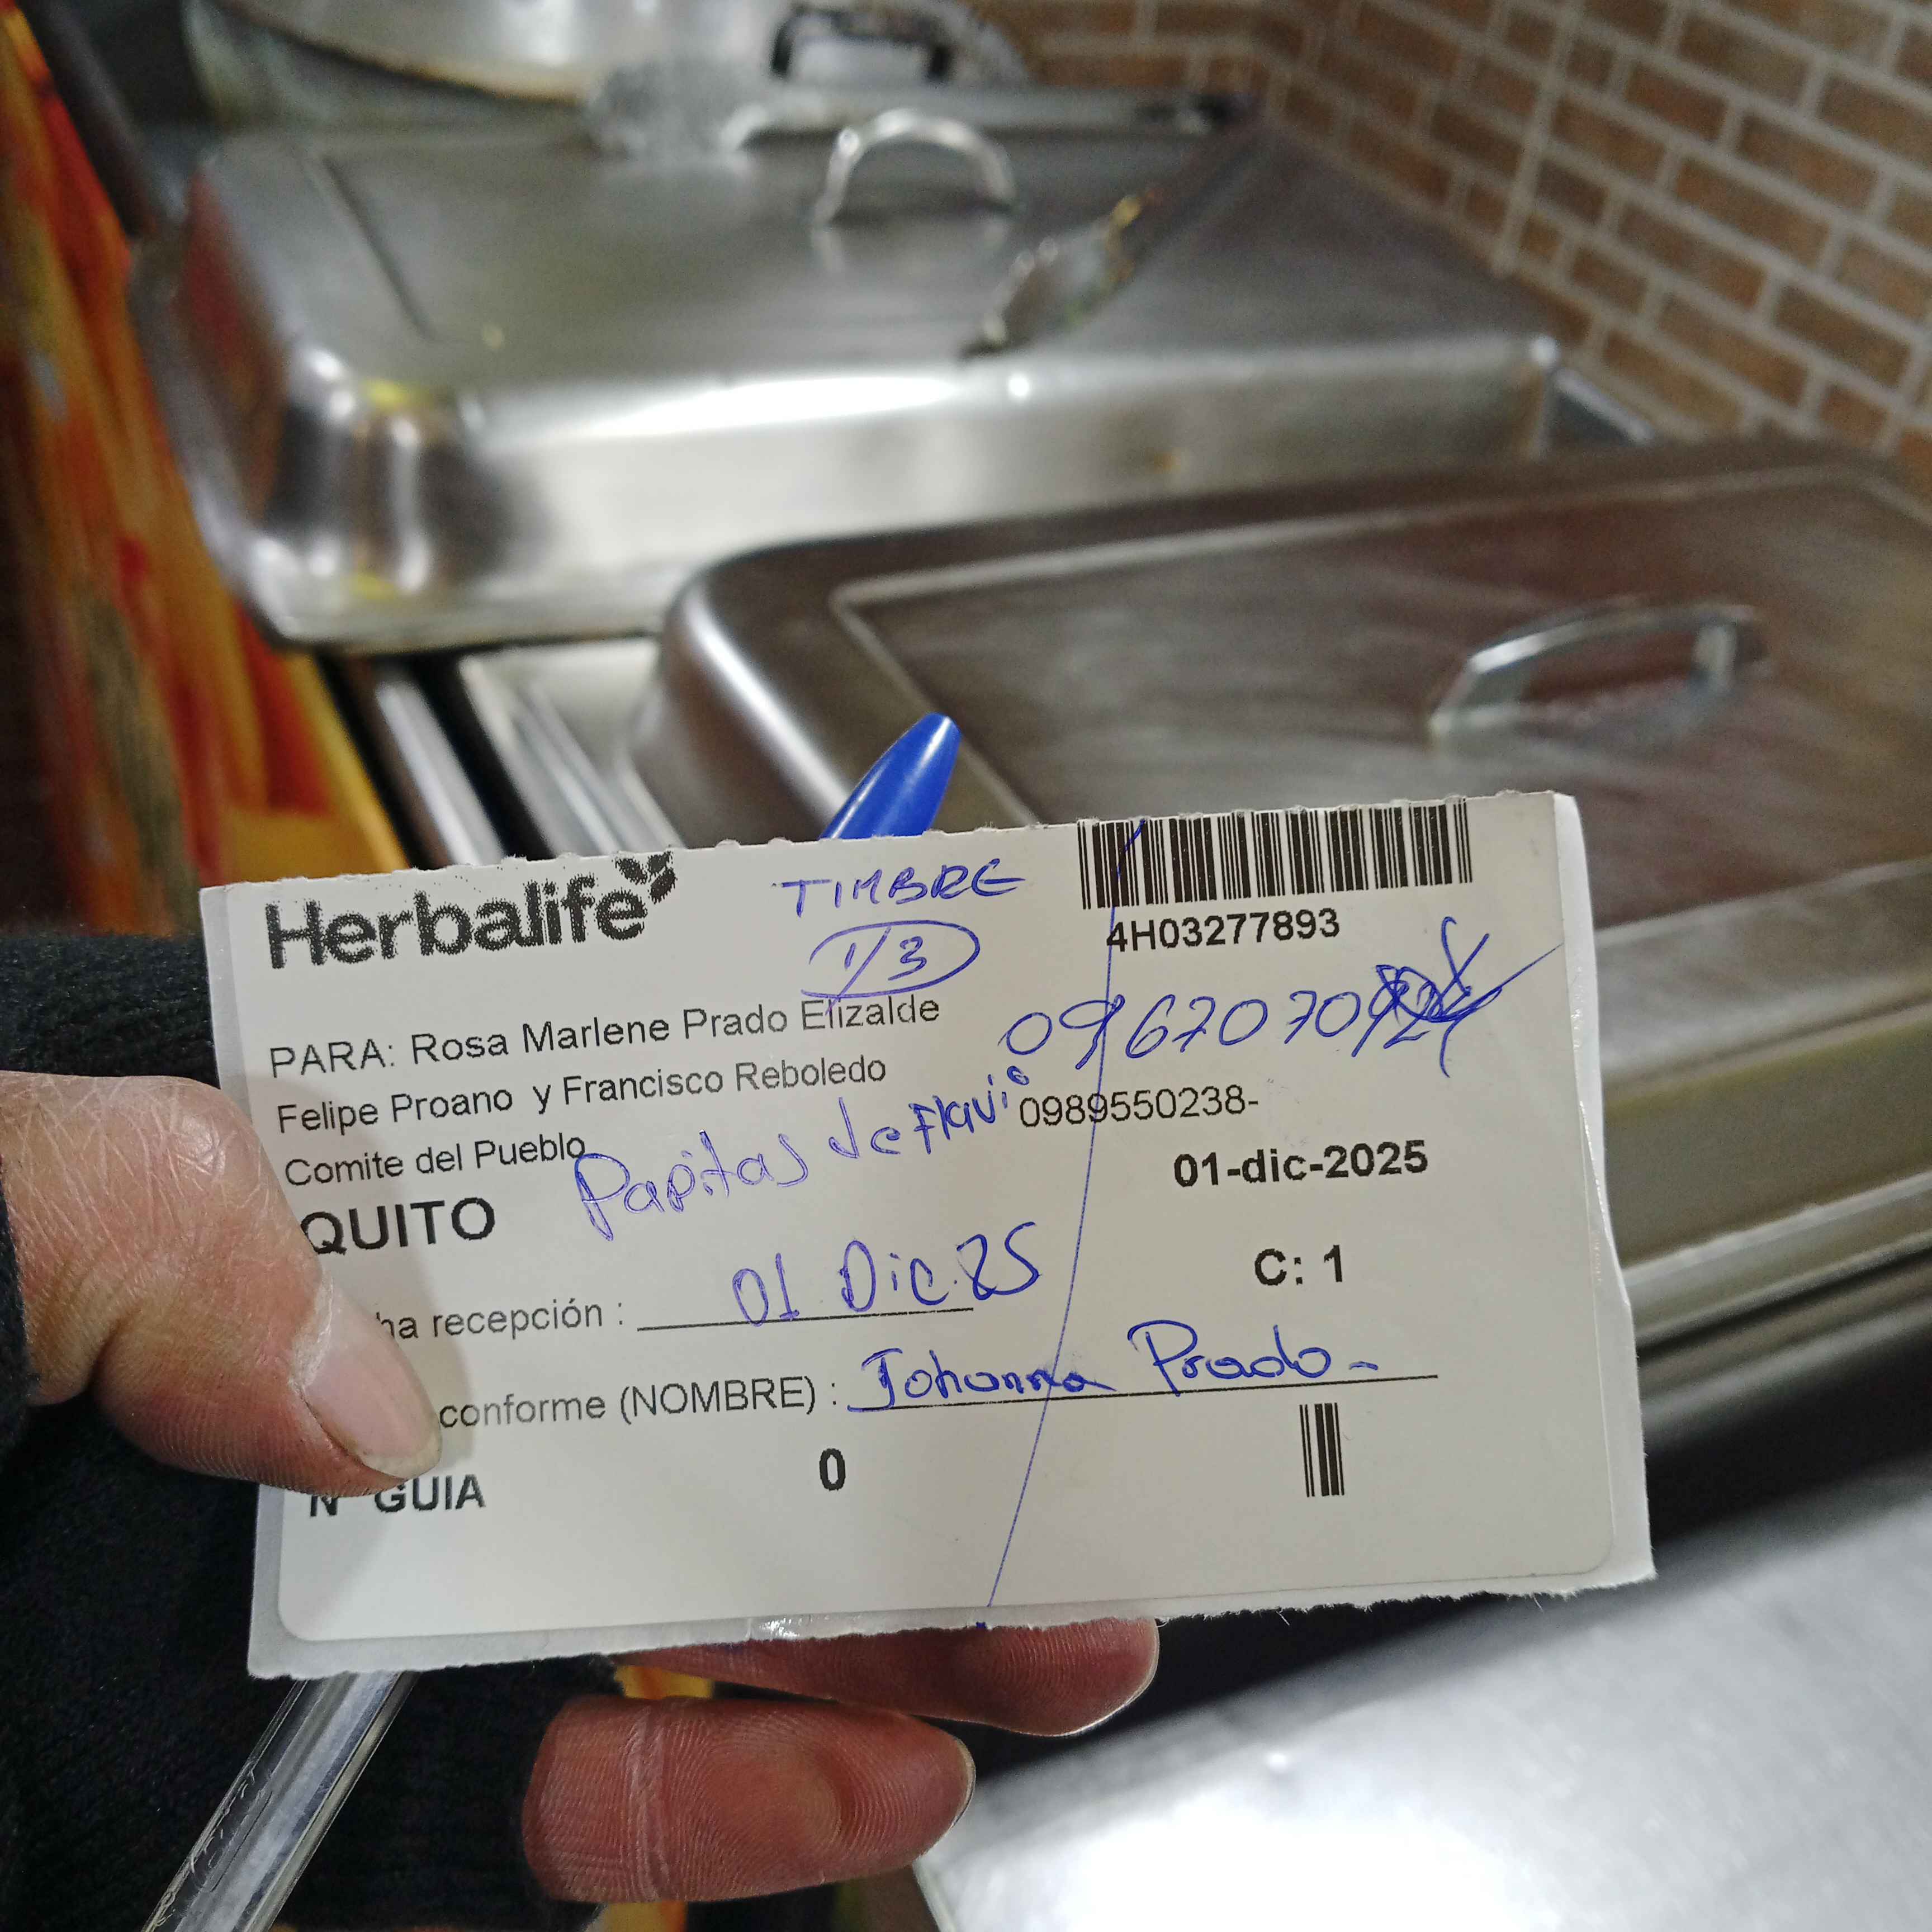 Herbalife
TIMBRE
1/3
4H03277893
PARA: Rosa Marlene Prado Elizalde
Felipe Proano y Francisco Reboledo
0989550238-
Comite del Pueblo
Papitas de Flavio
01-dic-2025
QUITO
C: 1
ha recepción : 01 Dic. 25
conforme (NOMBRE) : Johanna Prado-
N° GUIA 0